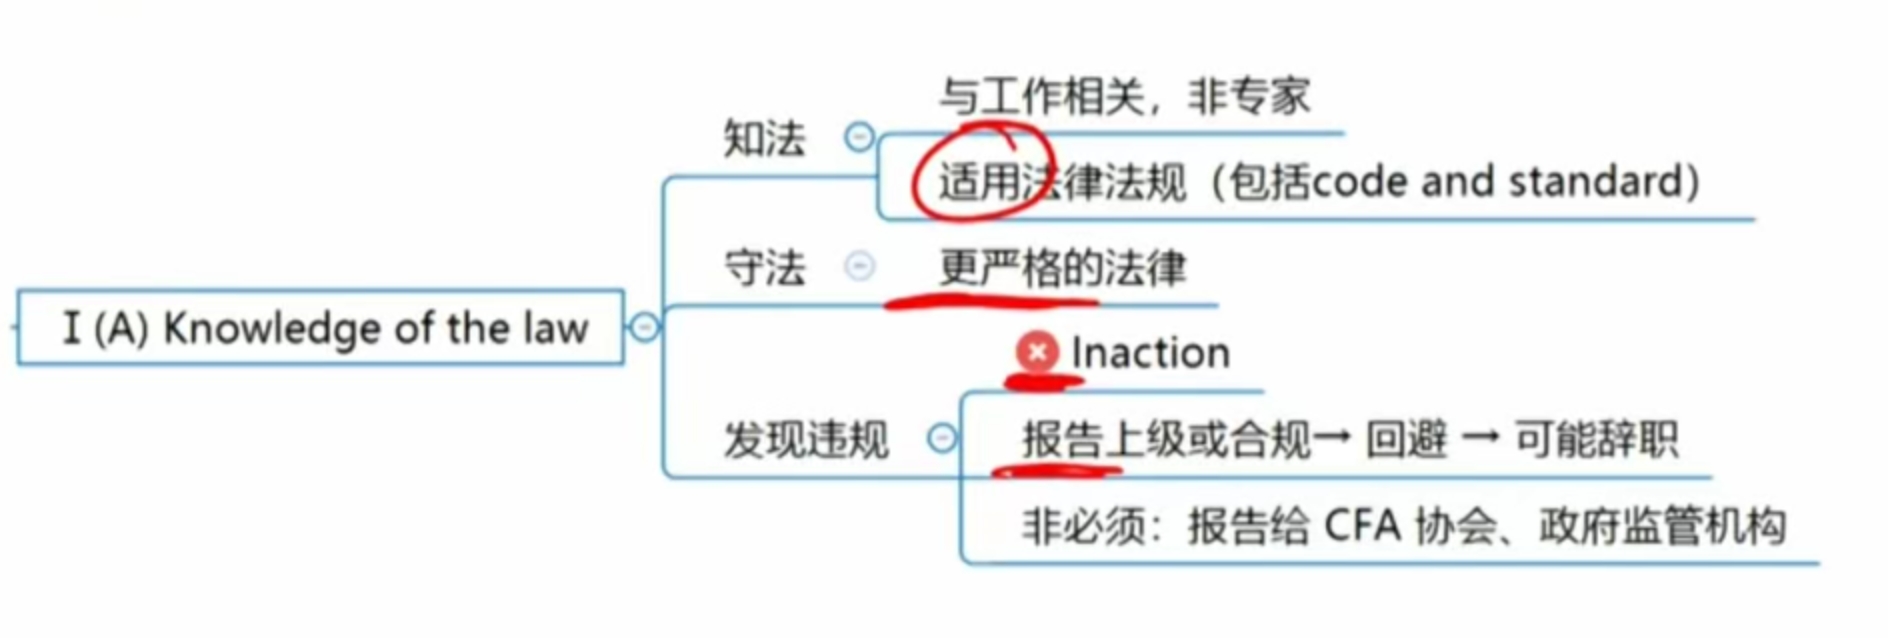 与工作相关，非专家
知法
适用法律法规（包括code and standard）
守法
更严格的法律
I (A) Knowledge of the law
Inaction
发现违规
报告上级或合规→ 回避 → 可能辞职
非必须：报告给 CFA 协会、政府监管机构